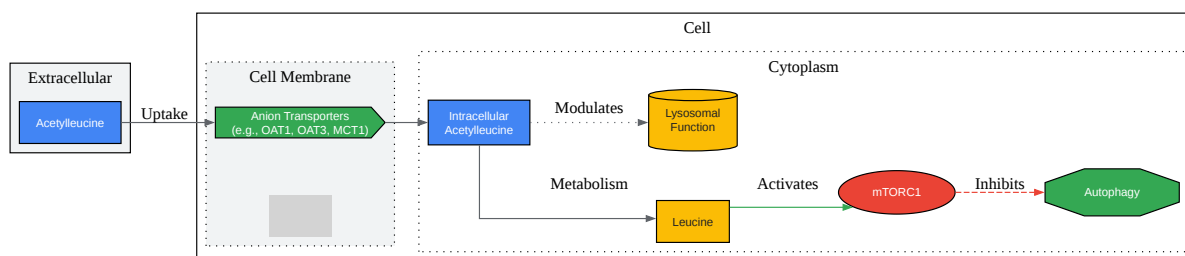 Cell
Extracellular
Acetylleucine
Uptake
Cell Membrane
Anion Transporters
(e.g., OAT1, OAT3, MCT1)
Cytoplasm
Intracellular
Acetylleucine
Modulates
Lysosomal
Function
Metabolism
Leucine
Activates
mTORC1
Inhibits
Autophagy